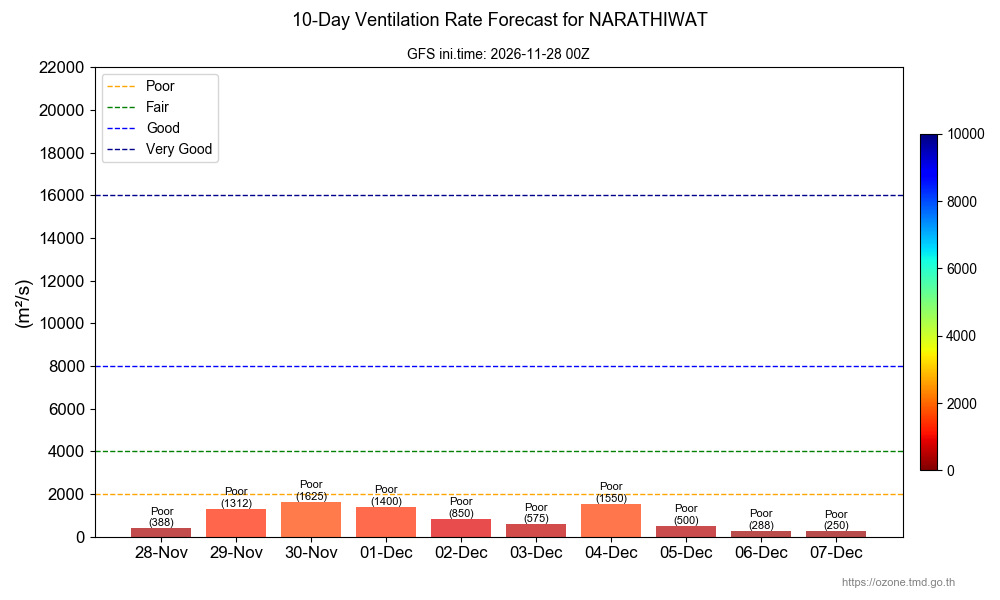 10-Day Ventilation Rate Forecast for NARATHIWAT
GFS ini.time: 2026-11-28 00Z
(m²/s)
22000
20000
18000
16000
14000
12000
10000
8000
6000
4000
2000
0
Poor
Fair
Good
Very Good
Poor
(388)
Poor
(1312)
Poor
(1625)
Poor
(1400)
Poor
(850)
Poor
(575)
Poor
(1550)
Poor
(500)
Poor
(288)
Poor
(250)
28-Nov 29-Nov 30-Nov 01-Dec 02-Dec 03-Dec 04-Dec 05-Dec 06-Dec 07-Dec
10000
8000
6000
4000
2000
0
https://ozone.tmd.go.th